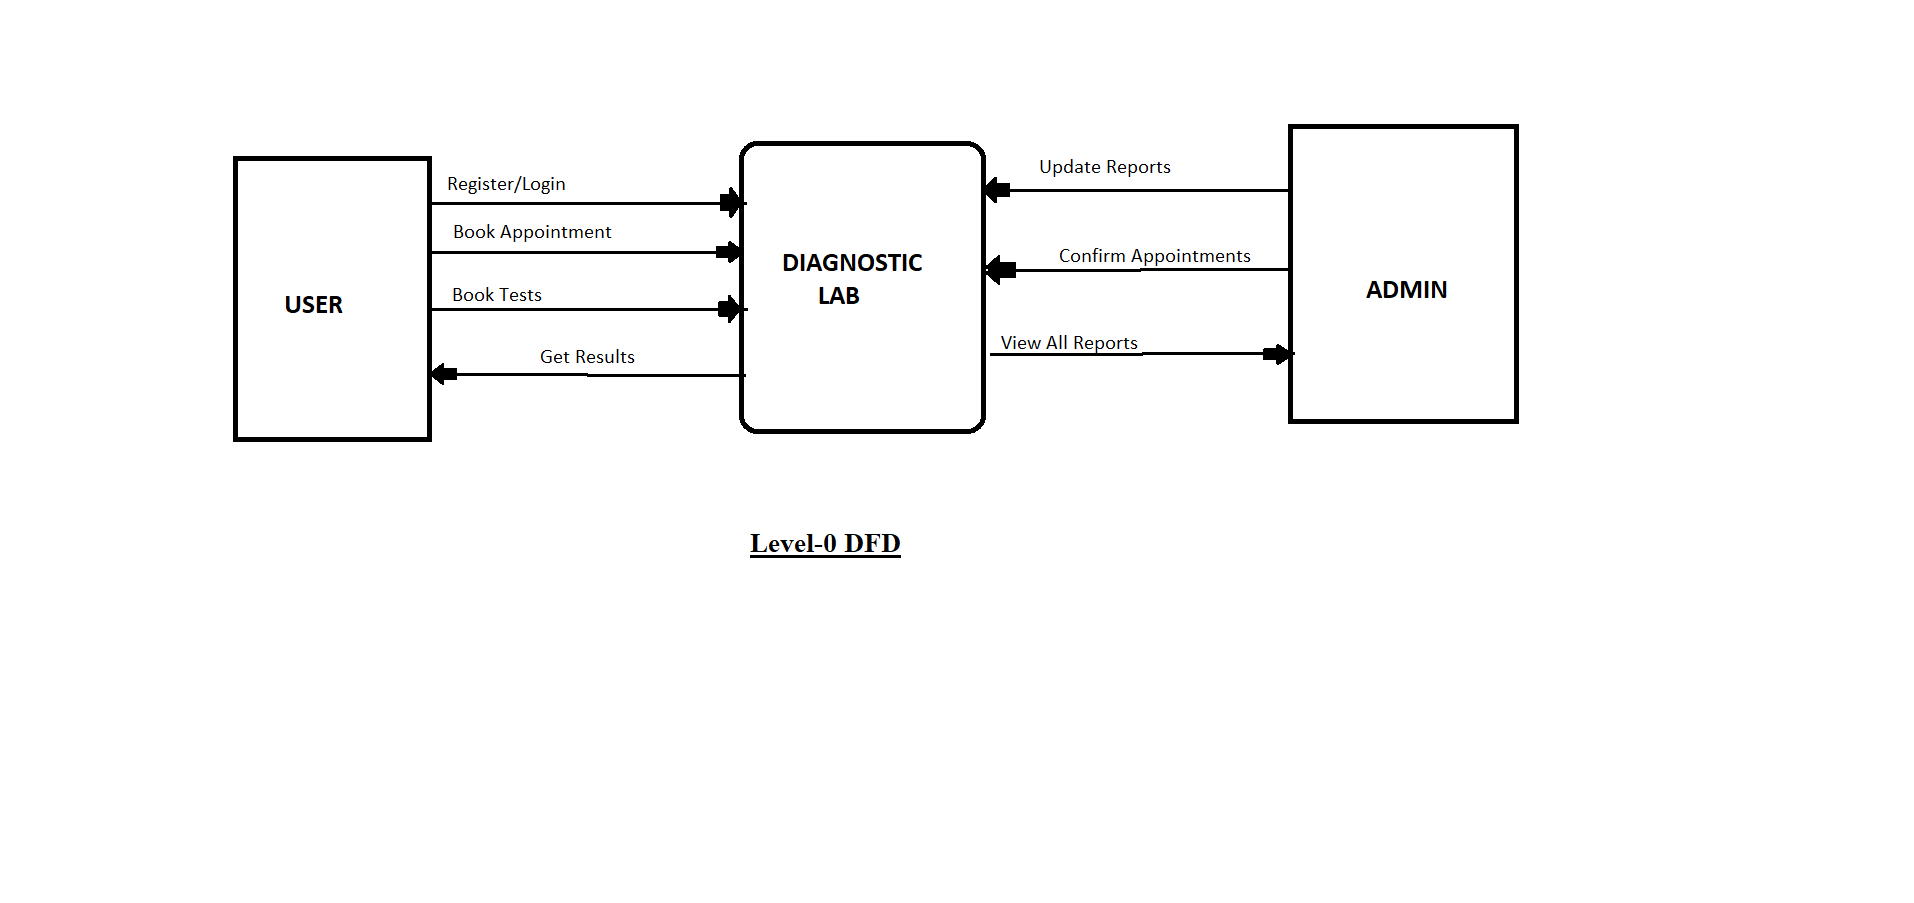 USER
Register/Login
Book Appointment
Book Tests
Get Results
DIAGNOSTIC
LAB
Update Reports
Confirm Appointments
View All Reports
ADMIN
Level-0 DFD